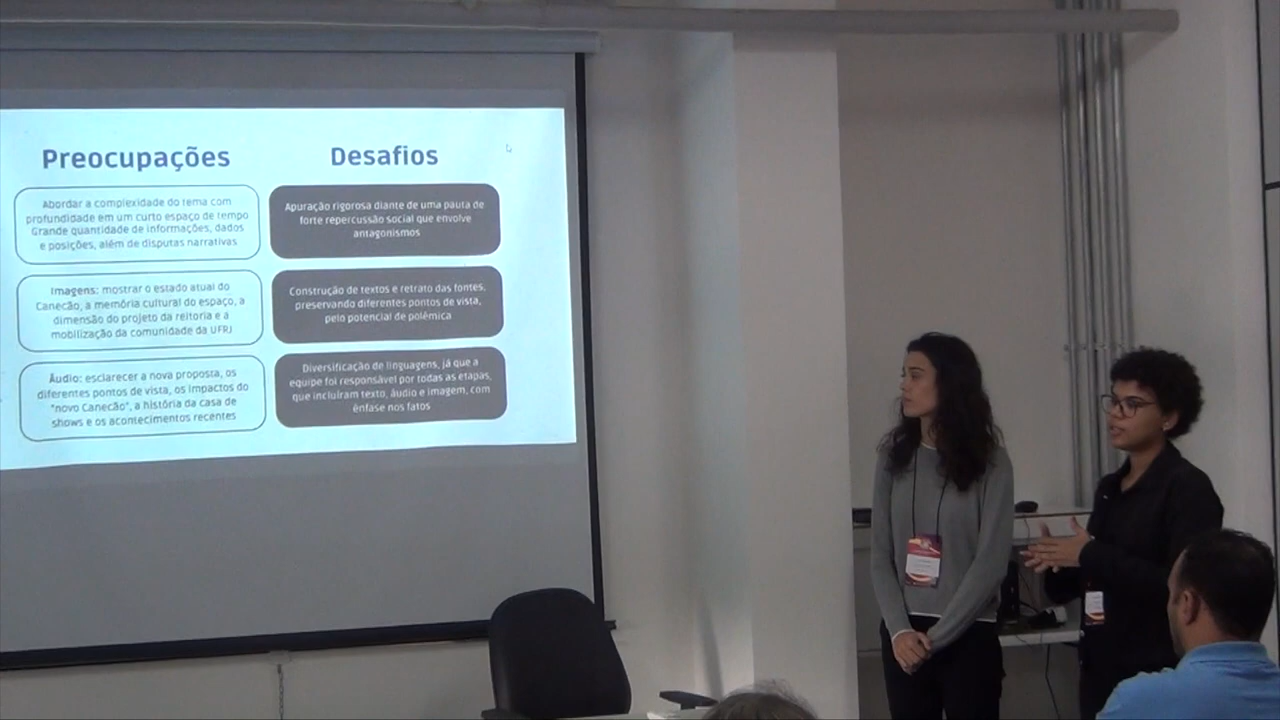 Preocupações
Abordar a complexidade do tema com
profundidade em um curto espaço de tempo
Grande quantidade de informações, dados
e posições, além de disputas narrativas
Imagens: mostrar o estado atual do
Canecão, a memória cultural do espaço, a
dimensão do projeto da reitoria e a
mobilização da comunidade da UFRJ
Áudio: esclarecer a nova proposta, os
diferentes pontos de vista, os impactos do
"novo Canecão", a história da casa de
shows e os acontecimentos recentes
Desafios
Apuração rigorosa diante de uma pauta de
forte repercussão social que envolve
antagonismos
Construção de textos e retrato das fontes,
preservando diferentes pontos de vista,
pelo potencial de polêmica
Diversificação de linguagens, já que a
equipe foi responsável por todas as etapas,
que incluíram texto, áudio e imagem, com
ênfase nos fatos